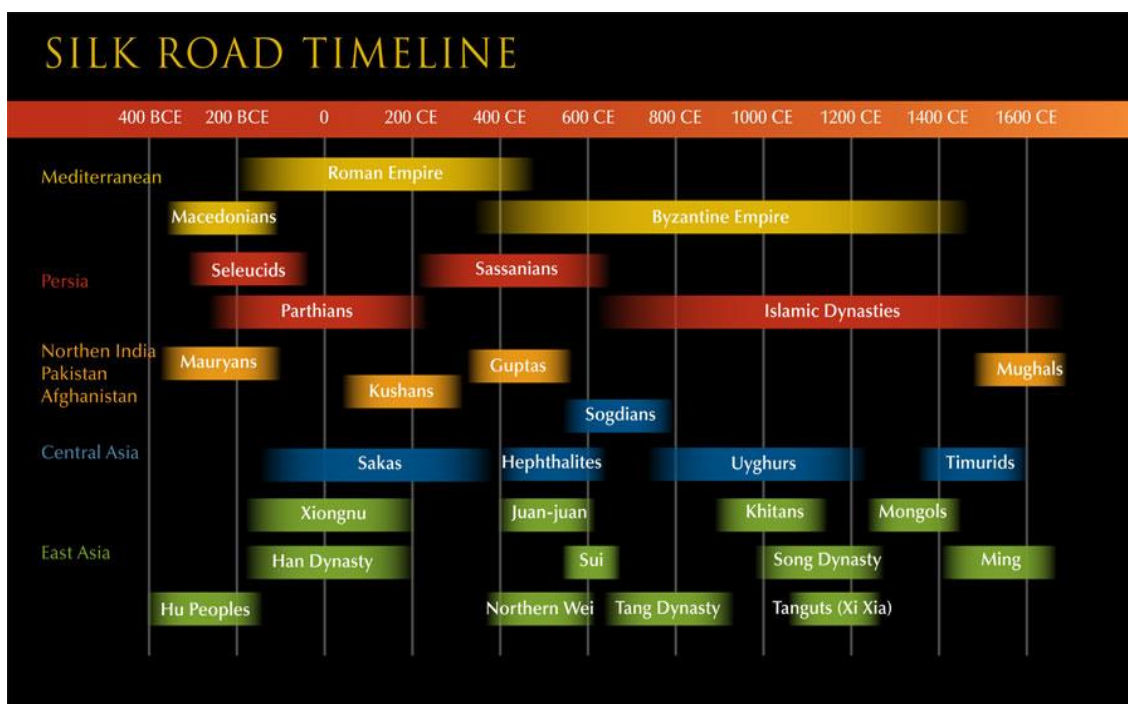 SILK ROAD TIMELINE
400 BCE 200 BCE 0 200 CE 400 CE 600 CE 800 CE 1000 CE 1200 CE 1400 CE 1600 CE
Mediterranean
Roman Empire
Macedonians
Byzantine Empire
Persia
Seleucids
Sassanians
Parthians
Islamic Dynasties
Northen India
Pakistan
Afghanistan
Mauryans
Guptas
Mughals
Kushans
Sogdians
Central Asia
Sakas
Hephthalites
Uyghurs
Timurids
Xiongnu
Juan-juan
Khitans
Mongols
East Asia
Han Dynasty
Sui
Song Dynasty
Ming
Hu Peoples
Northern Wei
Tang Dynasty
Tanguts (Xi Xia)